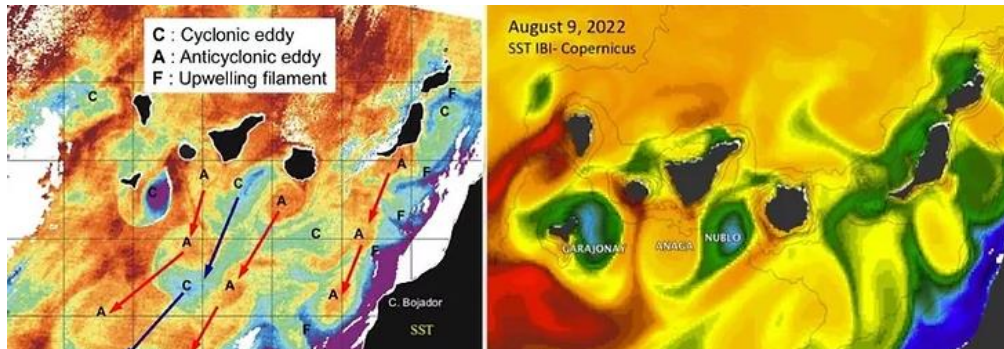 C : Cyclonic eddy
A : Anticyclonic eddy
F : Upwelling filament
C
F
C
A
F
A
C
C
A
F
C
A
A
F
C
A
A
A
F
C. Bojador
SST
August 9, 2022
SST IBI- Copernicus
GARAJONAY
ANAGA
NUBLO